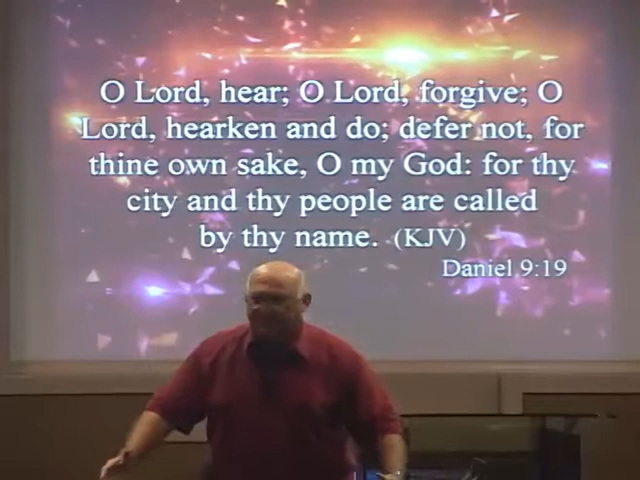 O Lord, hear; O Lord, forgive; O
Lord, hearken and do; defer not, for
thine own sake, O my God: for thy
city and thy people are called
by thy name. (KJV)
Daniel 9:19